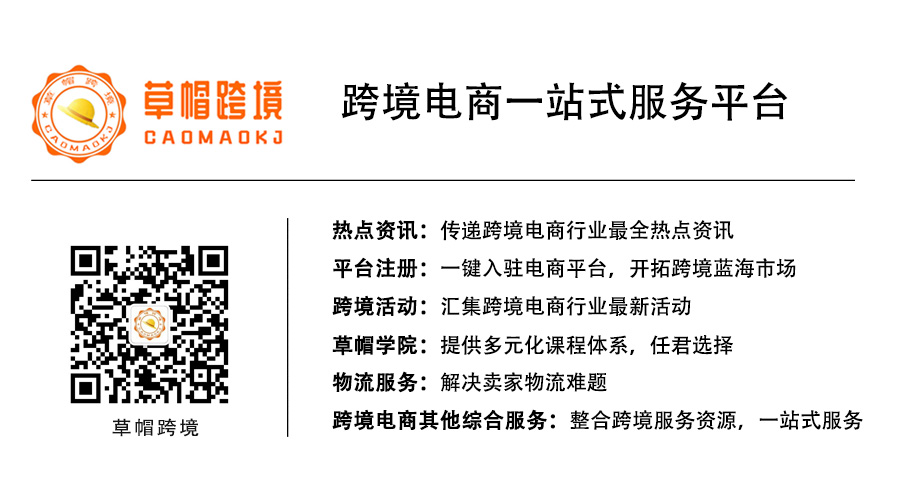 草帽跨境
CAOMAOKJ
草帽跨境
CAOMAOKJ
跨境电商一站式服务平台
热点资讯：传递跨境电商行业最全热点资讯
平台注册：一键入驻电商平台，开拓跨境蓝海市场
跨境活动：汇集跨境电商行业最新活动
草帽学院：提供多元化课程体系，任君选择
物流服务：解决卖家物流难题
跨境电商其他综合服务：整合跨境服务资源，一站式服务
草帽跨境